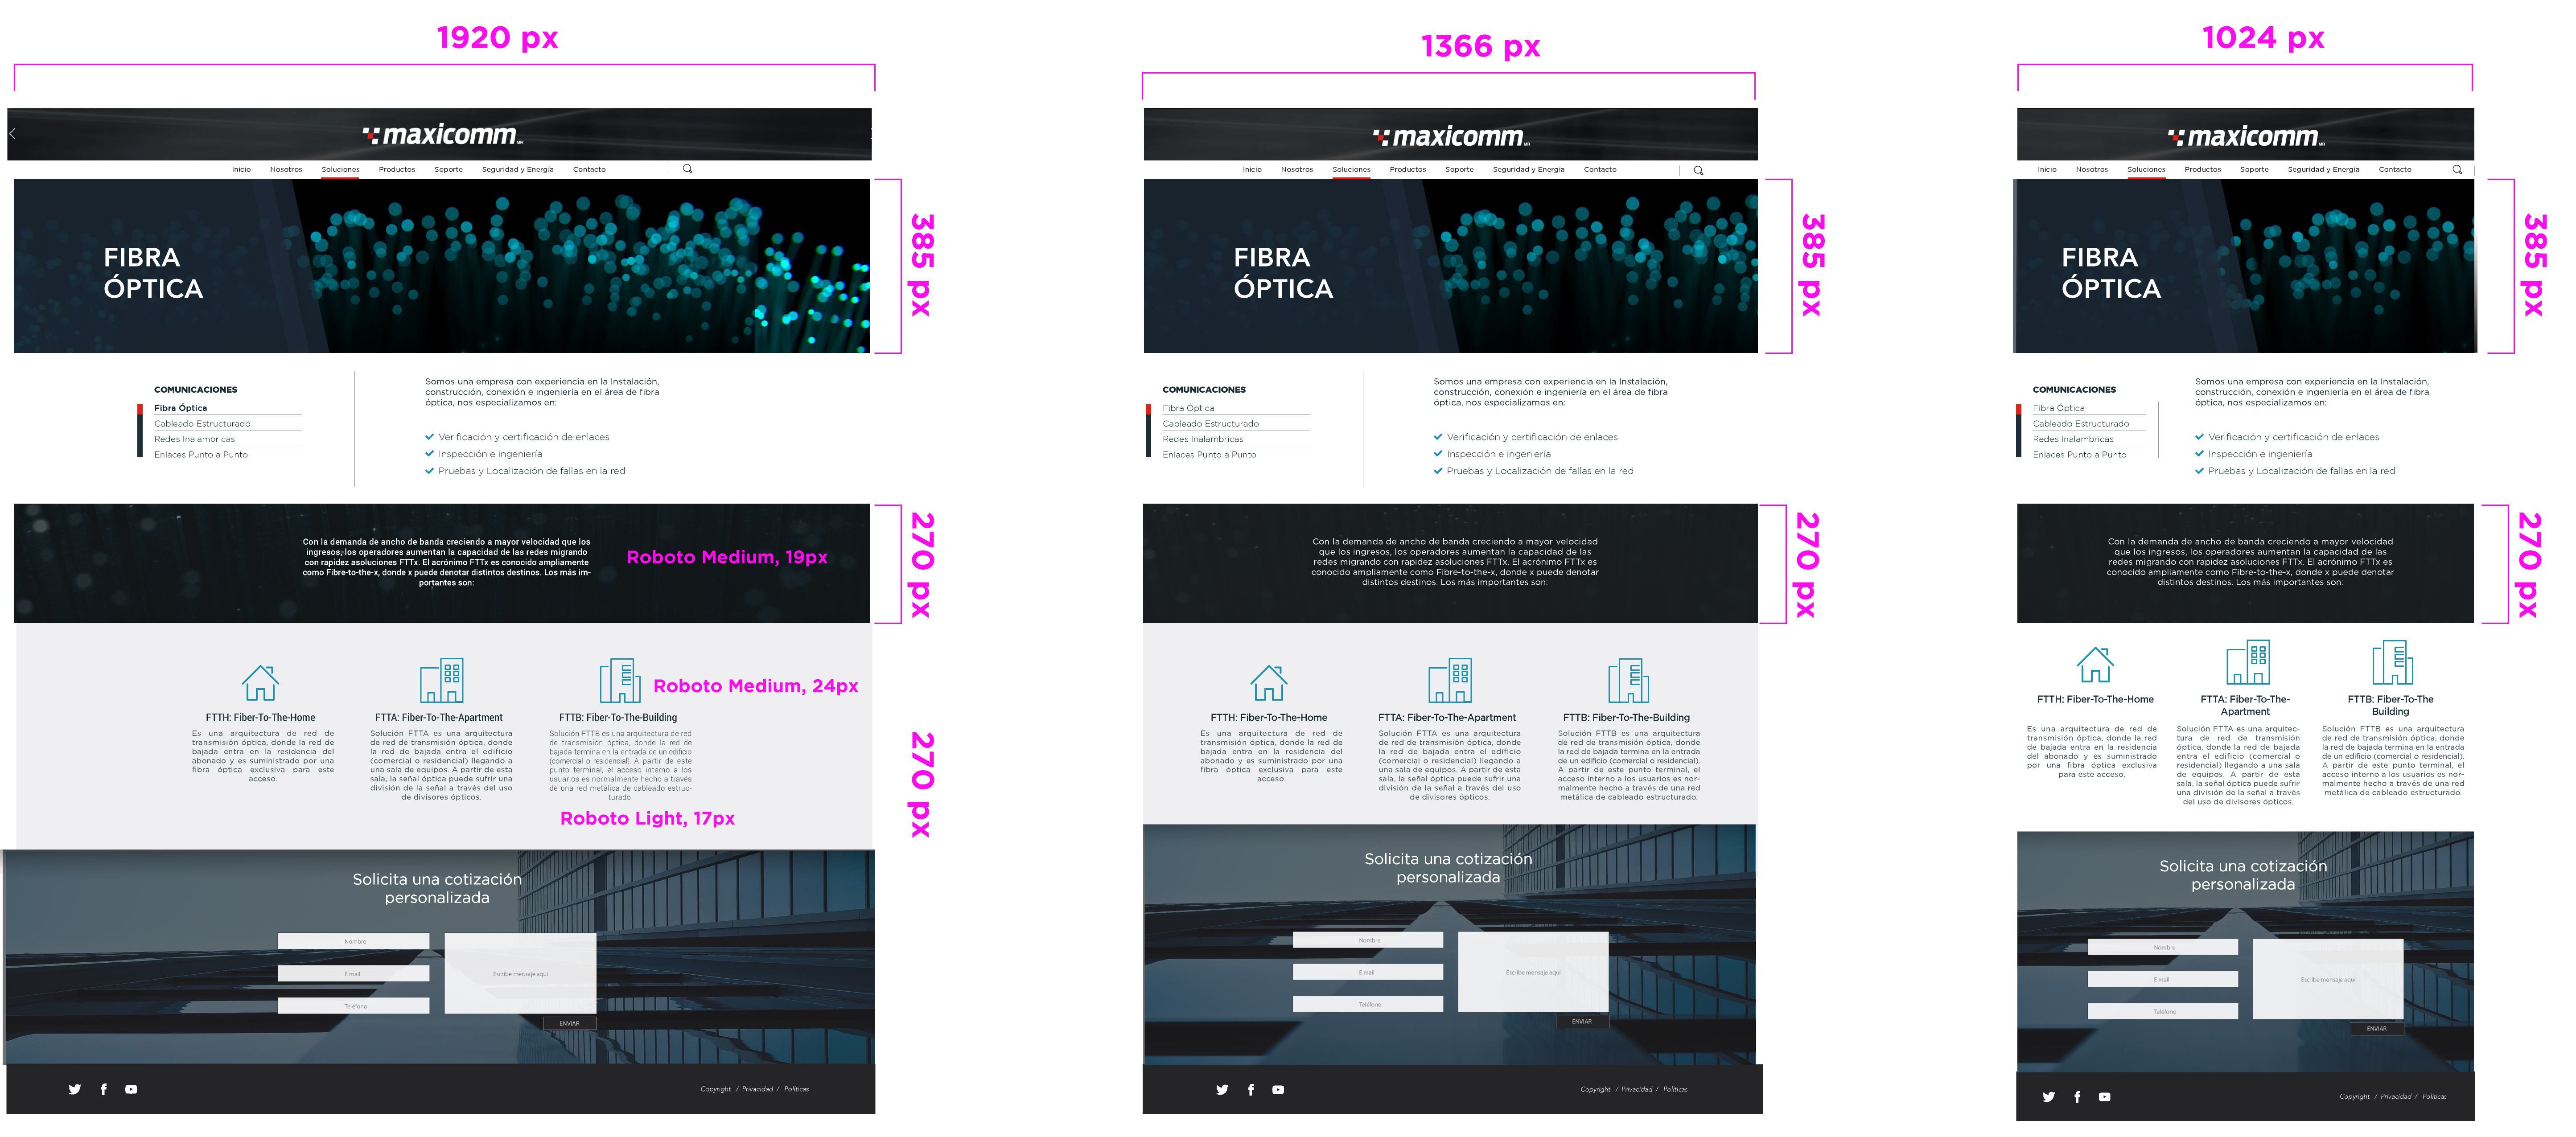 1920 px
maxicomm MR
Inicio Nosotros Soluciones Productos Soporte Seguridad y Energía Contacto
FIBRA
ÓPTICA
385 px
COMUNICACIONES
Fibra Óptica
Cableado Estructurado
Redes Inalambricas
Enlaces Punto a Punto
Somos una empresa con experiencia en la Instalación,
construcción, conexión e ingeniería en el área de fibra
óptica, nos especializamos en:
Verificación y certificación de enlaces
Inspección e ingeniería
Pruebas y Localización de fallas en la red
Con la demanda de ancho de banda creciendo a mayor velocidad que los
ingresos, los operadores aumentan la capacidad de las redes migrando
con rapidez asoluciones FTTx. El acrónimo FTTx es conocido ampliamente
como Fibre-to-the-x, donde x puede denotar distintos destinos. Los más im-
portantes son:
Roboto Medium, 19px
270 px
FTTH: Fiber-To-The-Home
Es una arquitectura de red de
transmisión óptica, donde la red de
bajada entra en la residencia del
abonado y es suministrado por una
fibra óptica exclusiva para este
acceso.
FTTA: Fiber-To-The-Apartment
Solución FTTA es una arquitectura
de red de transmisión óptica, donde
la red de bajada entra el edificio
(comercial o residencial) llegando a
una sala de equipos. A partir de esta
sala, la señal óptica puede sufrir una
división de la señal a través del uso
de divisores ópticos.
Roboto Medium, 24px
FTTB: Fiber-To-The-Building
Solución FTTB es una arquitectura de red
de transmisión óptica, donde la red de
bajada termina en la entrada de un edificio
(comercial o residencial). A partir de este
punto terminal, el acceso interno a los
usuarios es normalmente hecho a través
de una red metálica de cableado estruc-
turado.
Roboto Light, 17px
270 px
Solicita una cotización
personalizada
Nombre
E mail
Teléfono
Escribe mensaje aquí
ENVIAR
Copyright / Privacidad / Políticas
1366 px
maxicomm MR
Inicio Nosotros Soluciones Productos Soporte Seguridad y Energía Contacto
FIBRA
ÓPTICA
385 px
COMUNICACIONES
Fibra Óptica
Cableado Estructurado
Redes Inalambricas
Enlaces Punto a Punto
Somos una empresa con experiencia en la Instalación,
construcción, conexión e ingeniería en el área de fibra
óptica, nos especializamos en:
Verificación y certificación de enlaces
Inspección e ingeniería
Pruebas y Localización de fallas en la red
Con la demanda de ancho de banda creciendo a mayor velocidad
que los ingresos, los operadores aumentan la capacidad de las
redes migrando con rapidez asoluciones FTTx. El acrónimo FTTx es
conocido ampliamente como Fibre-to-the-x, donde x puede denotar
distintos destinos. Los más importantes son:
270 px
FTTH: Fiber-To-The-Home
Es una arquitectura de red de
transmisión óptica, donde la red de
bajada entra en la residencia del
abonado y es suministrado por una
fibra óptica exclusiva para este
acceso.
FTTA: Fiber-To-The-Apartment
Solución FTTA es una arquitectura
de red de transmisión óptica, donde
la red de bajada entra el edificio
(comercial o residencial) llegando a
una sala de equipos. A partir de esta
sala, la señal óptica puede sufrir una
división de la señal a través del uso
de divisores ópticos.
FTTB: Fiber-To-The-Building
Solución FTTB es una arquitectura
de red de transmisión óptica, donde
la red de bajada termina en la entrada
de un edificio (comercial o residencial).
A partir de este punto terminal, el
acceso interno a los usuarios es nor-
malmente hecho a través de una red
metálica de cableado estructurado.
Solicita una cotización
personalizada
Nombre
E mail
Teléfono
Escribe mensaje aquí
ENVIAR
Copyright / Privacidad / Políticas
1024 px
maxicomm MR
Inicio Nosotros Soluciones Productos Soporte Seguridad y Energía Contacto
FIBRA
ÓPTICA
385 px
COMUNICACIONES
Fibra Óptica
Cableado Estructurado
Redes Inalambricas
Enlaces Punto a Punto
Somos una empresa con experiencia en la Instalación,
construcción, conexión e ingeniería en el área de fibra
óptica, nos especializamos en:
Verificación y certificación de enlaces
Inspección e ingeniería
Pruebas y Localización de fallas en la red
Con la demanda de ancho de banda creciendo a mayor velocidad
que los ingresos, los operadores aumentan la capacidad de las
redes migrando con rapidez asoluciones FTTx. El acrónimo FTTx es
conocido ampliamente como Fibre-to-the-x, donde x puede denotar
distintos destinos. Los más importantes son:
270 px
FTTH: Fiber-To-The-Home
Es una arquitectura de red de
transmisión óptica, donde la red
de bajada entra en la residencia
del abonado y es suministrado
por una fibra óptica exclusiva
para este acceso.
FTTA: Fiber-To-The-
Apartment
Solución FTTA es una arquitec-
tura de red de transmisión
óptica, donde la red de bajada
entra el edificio (comercial o
residencial) llegando a una sala
de equipos. A partir de esta
sala, la señal óptica puede sufrir
una división de la señal a través
del uso de divisores ópticos.
FTTB: Fiber-To-The
Building
Solución FTTB es una arquitectura
de red de transmisión óptica, donde
la red de bajada termina en la entrada
de un edificio (comercial o residencial).
A partir de este punto terminal, el
acceso interno a los usuarios es nor-
malmente hecho a través de una red
metálica de cableado estructurado.
Solicita una cotización
personalizada
Nombre
E mail
Teléfono
Escribe mensaje aquí
ENVIAR
Copyright / Privacidad / Políticas